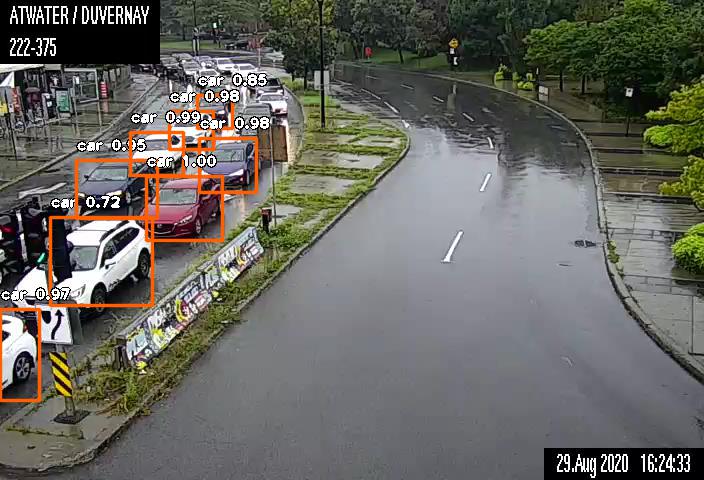 ATWATER / DUVERNAY
222-375
car 0.85
car 0.98
car 0.99
car 0.98
car 0.95
car 1.00
car 0.72
car 0.97
29.Aug 2020 16:24:33